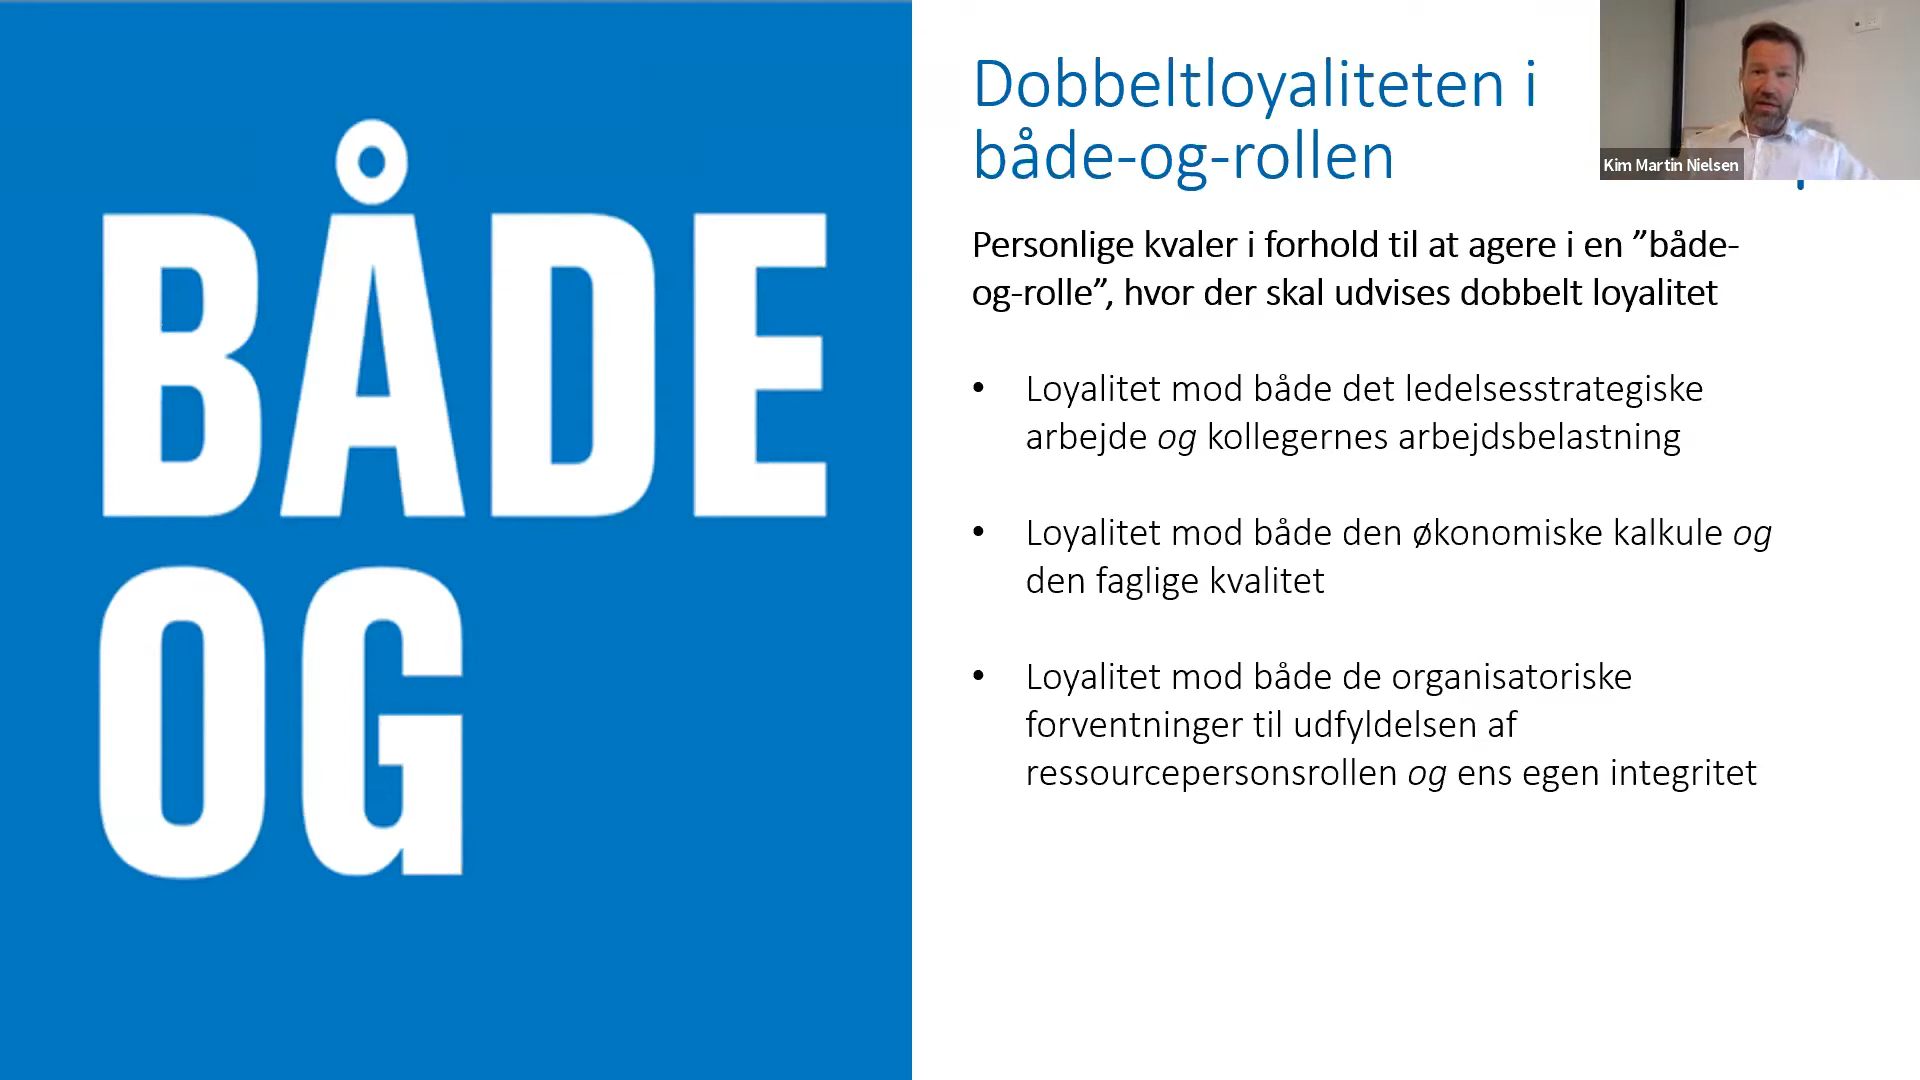 BÅDE
OG
Dobbeltloyaliteten i
både-og-rollen
Kim Martin Nielsen
Personlige kvaler i forhold til at agere i en ”både-
og-rolle”, hvor der skal udvises dobbelt loyalitet
• Loyalitet mod både det ledelsesstrategiske
arbejde og kollegernes arbejdsbelastning
• Loyalitet mod både den økonomiske kalkule og
den faglige kvalitet
• Loyalitet mod både de organisatoriske
forventninger til udfyldelsen af
ressourcepersonsrollen og ens egen integritet